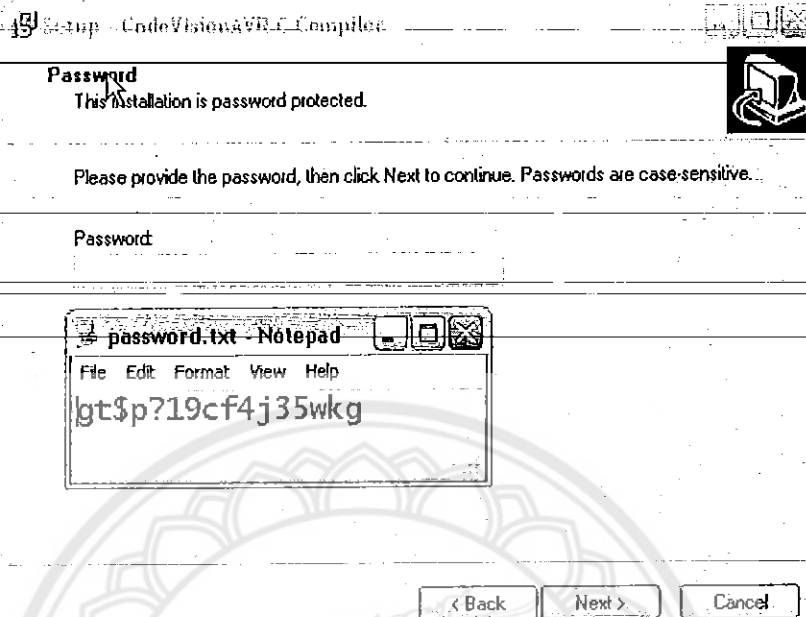 Setup - CodeVisionAVR C Compiler
Password
This installation is password protected.
Please provide the password, then click Next to continue. Passwords are case-sensitive.
Password:
password.txt - Notepad
File Edit Format View Help
gt$p?19cf4j35wkg
< Back Next > Cancel